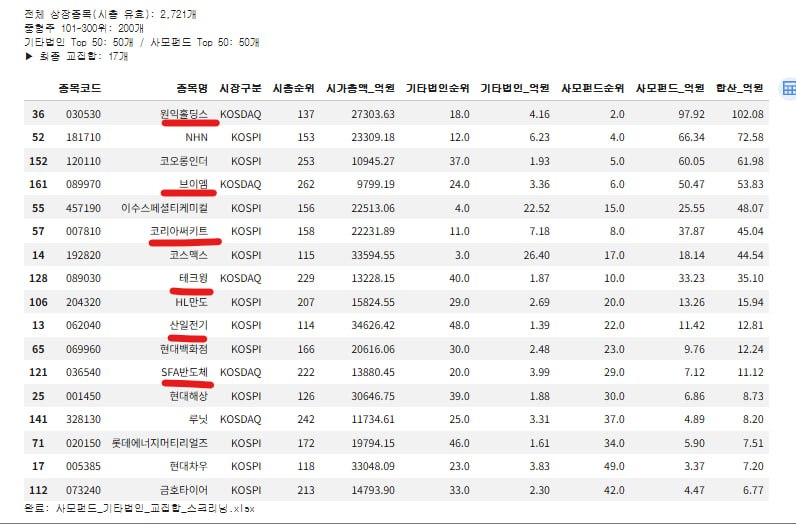 전체 상장종목(시총 유효): 2,721개
중형주 101-300위: 200개
기타법인 Top 50: 50개 / 사모펀드 Top 50: 50개
▶ 최종 교집합: 17개
종목코드 종목명 시장구분 시총순위 시가총액_억원 기타법인순위 기타법인_억원 사모펀드순위 사모펀드_억원 합산_억원
36 030530 원익홀딩스 KOSDAQ 137 27303.63 18.0 4.16 2.0 97.92 102.08
52 181710 NHN KOSPI 153 23309.18 12.0 6.23 4.0 66.34 72.58
152 120110 코오롱인더 KOSPI 253 10945.27 37.0 1.93 5.0 60.05 61.98
161 089970 브이엠 KOSDAQ 262 9799.19 24.0 3.36 6.0 50.47 53.83
55 457190 이수스페셜티케미컬 KOSPI 156 22513.06 4.0 22.52 15.0 25.55 48.07
57 007810 코리아써키트 KOSPI 158 22231.89 11.0 7.18 8.0 37.87 45.04
14 192820 코스맥스 KOSPI 115 33594.55 3.0 26.40 17.0 18.14 44.54
128 089030 테크윙 KOSDAQ 229 13228.15 40.0 1.87 10.0 33.23 35.10
106 204320 HL만도 KOSPI 207 15824.55 29.0 2.69 20.0 13.26 15.94
13 062040 산일전기 KOSPI 114 34626.42 48.0 1.39 22.0 11.42 12.81
65 069960 현대백화점 KOSPI 166 20616.06 30.0 2.48 23.0 9.76 12.24
121 036540 SFA반도체 KOSDAQ 222 13880.45 20.0 3.99 29.0 7.12 11.12
25 001450 현대해상 KOSPI 126 30646.75 39.0 1.88 30.0 6.86 8.73
141 328130 루닛 KOSDAQ 242 11734.61 25.0 3.31 37.0 4.89 8.20
71 020150 롯데에너지머티리얼즈 KOSPI 172 19794.15 46.0 1.61 34.0 5.90 7.51
17 005385 현대차우 KOSPI 118 33048.09 23.0 3.83 49.0 3.37 7.20
112 073240 금호타이어 KOSPI 213 14793.90 33.0 2.30 42.0 4.47 6.77
완료: 사모펀드_기타법인_교집합_스크리닝.xlsx